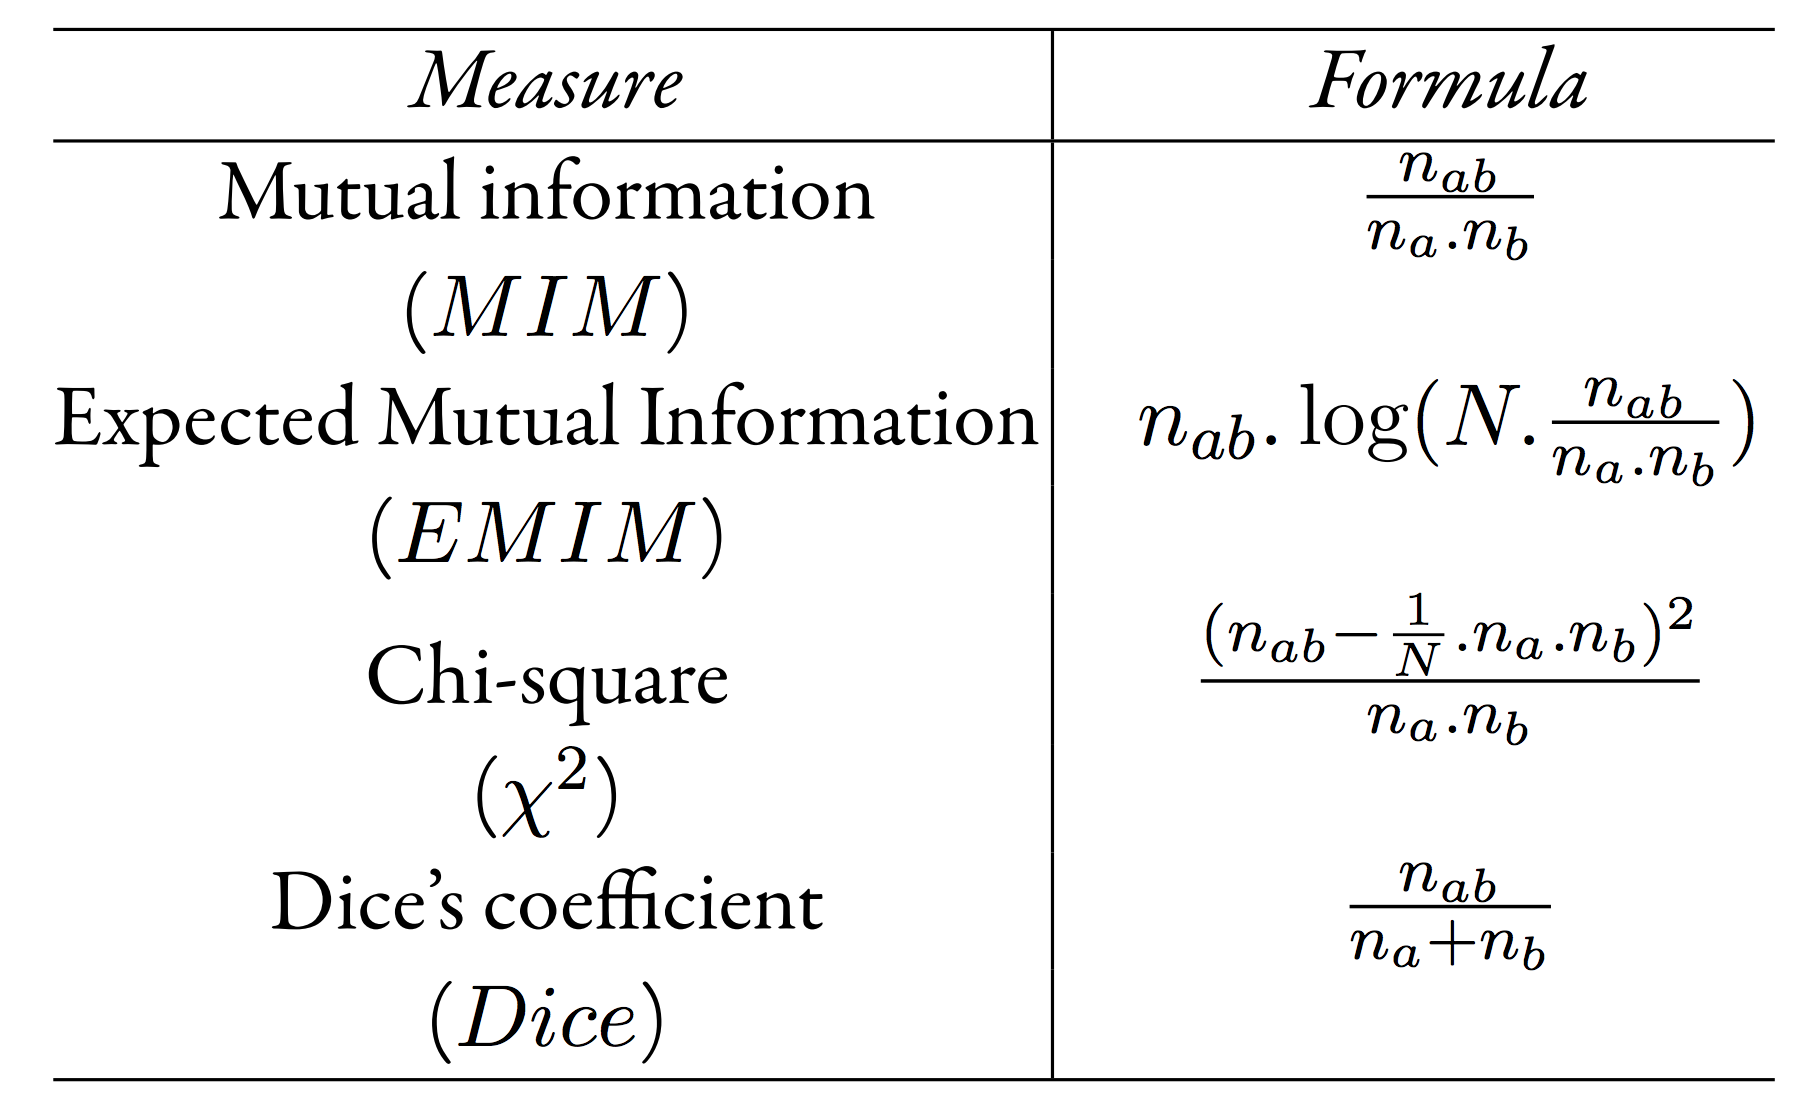 Measure Formula
Mutual information $\frac{n_{ab}}{n_a.n_b}$
$(MIM)$
Expected Mutual Information $n_{ab}.\log(N.\frac{n_{ab}}{n_a.n_b})$
$(EMIM)$
Chi-square $\frac{(n_{ab}-\frac{1}{N}.n_a.n_b)^2}{n_a.n_b}$
$(\chi^2)$
Dice’s coefficient $\frac{n_{ab}}{n_a+n_b}$
$(Dice)$